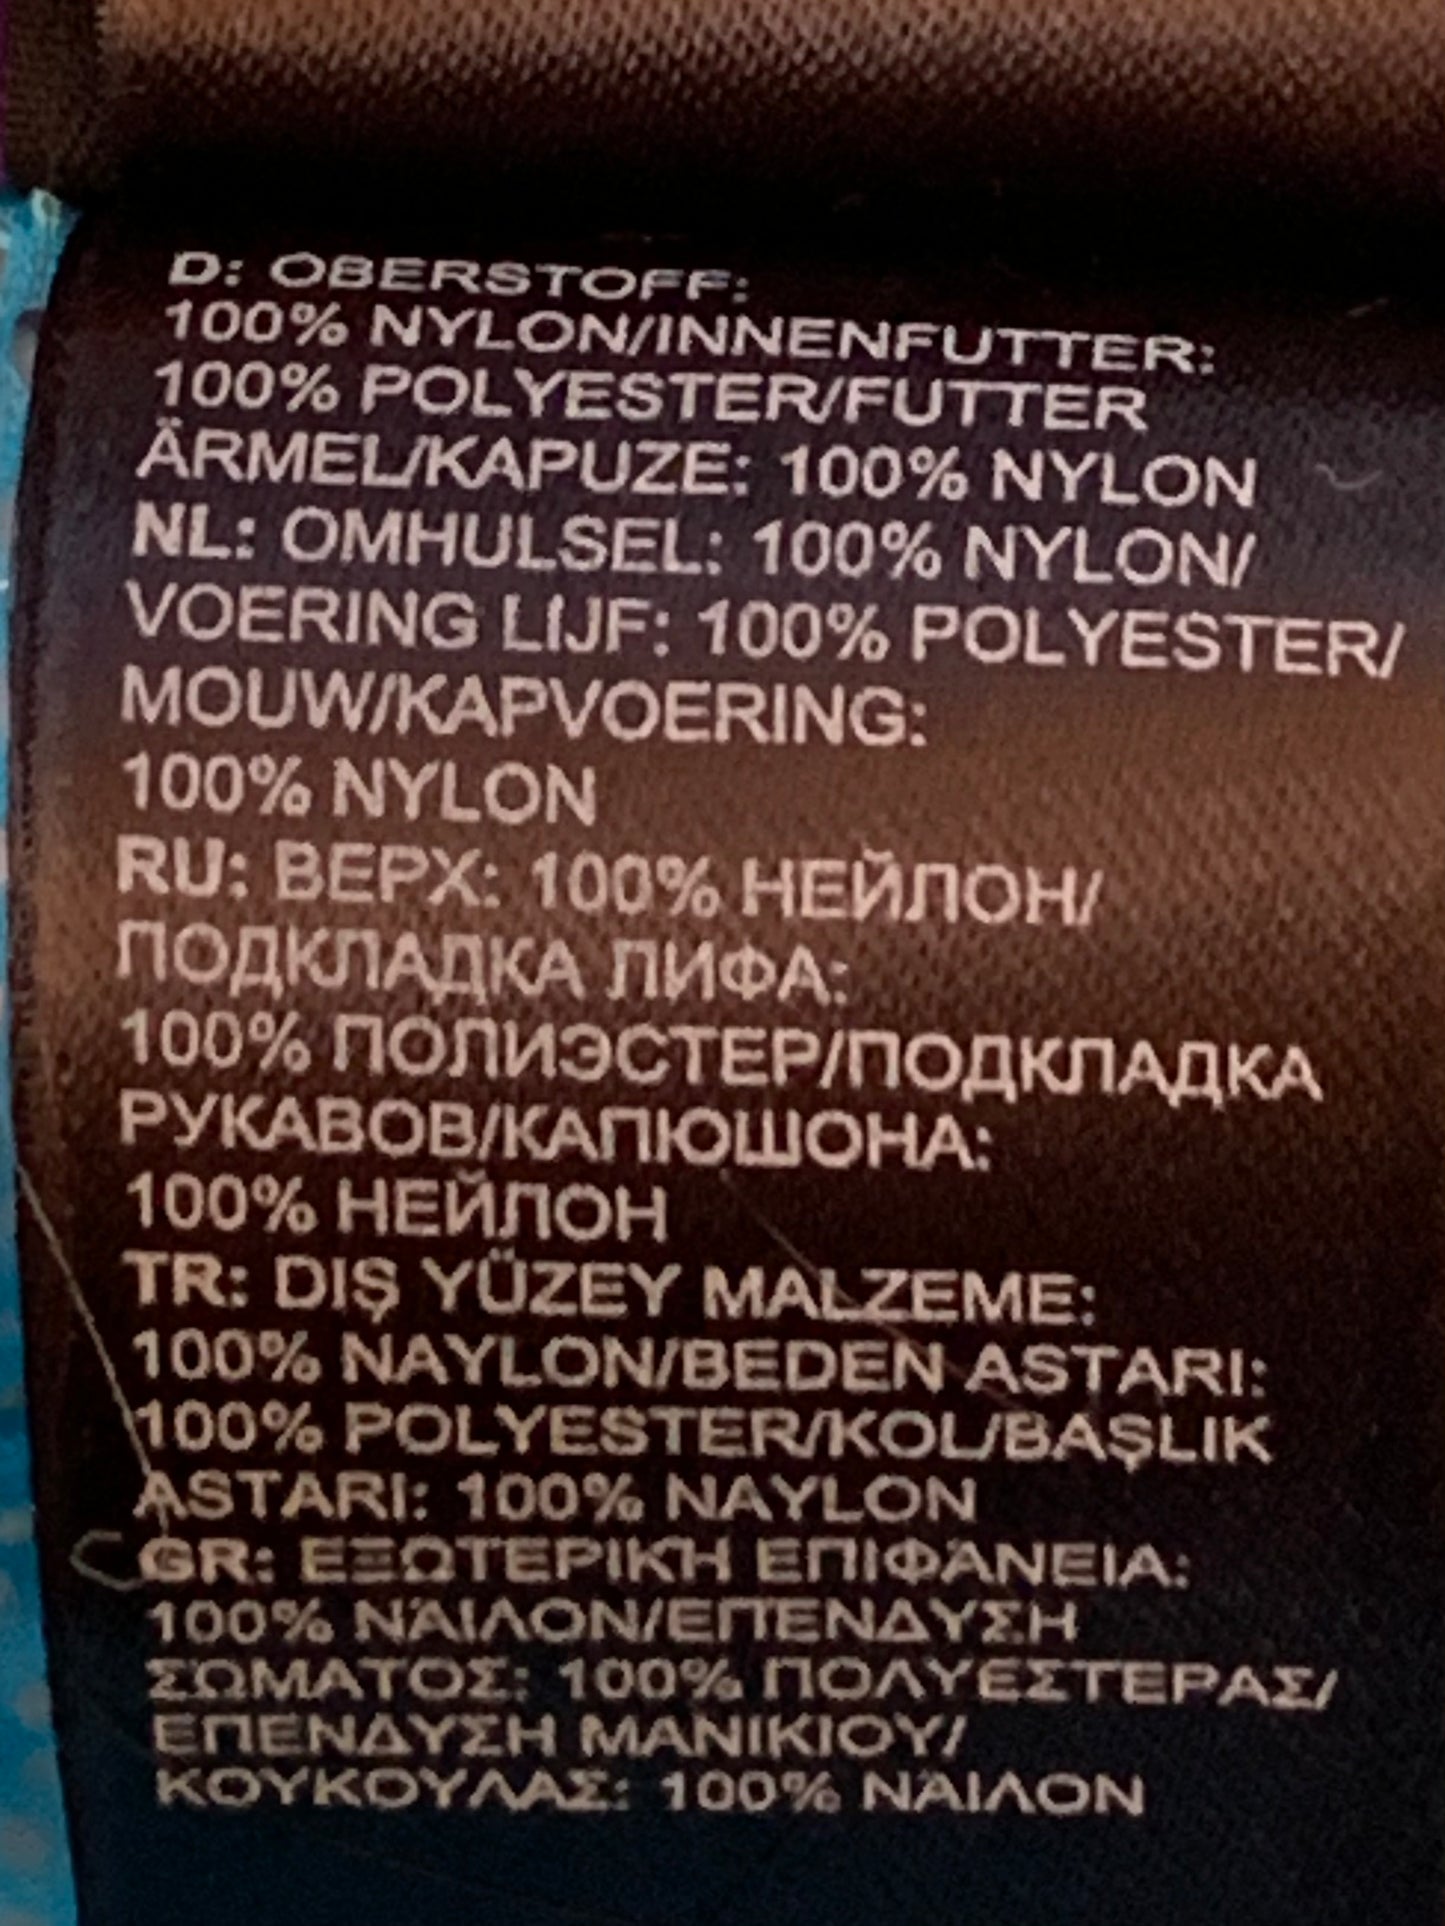 D: OBERSTOFF:
100% NYLON/INNENFUTTER:
100% POLYESTER/FUTTER
ÄRMEL/KAPUZE: 100% NYLON
NL: OMHULSEL: 100% NYLON/
VOERING LIJF: 100% POLYESTER/
MOUW/KAPVOERING:
100% NYLON
RU: ВЕРХ: 100% НЕЙЛОН/
ПОДКЛАДКА ЛИФА:
100% ПОЛИЭСТЕР/ПОДКЛАДКА
РУКАВОВ/КАПЮШОНА:
100% НЕЙЛОН
TR: DIŞ YÜZEY MALZEME:
100% NAYLON/BEDEN ASTARI:
100% POLYESTER/KOL/BAŞLIK
ASTARI: 100% NAYLON
GR: ΕΞΩΤΕΡΙΚΗ ΕΠΙΦΑΝΕΙΑ:
100% ΝΑΙΛΟΝ/ΕΠΕΝΔΥΣΗ
ΣΩΜΑΤΟΣ: 100% ΠΟΛΥΕΣΤΕΡΑΣ/
ΕΠΕΝΔΥΣΗ ΜΑΝΙΚΙΟΥ/
ΚΟΥΚΟΥΛΑΣ: 100% ΝΑΙΛΟΝ